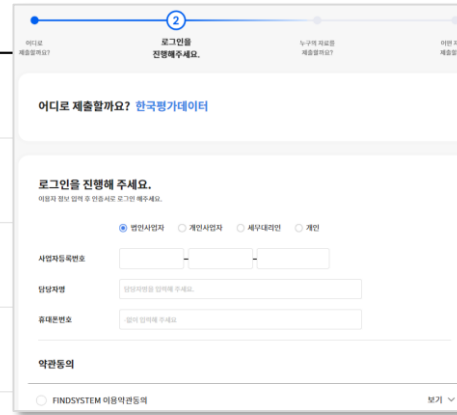 2
어디로
제출할까요?
로그인을
진행해주세요.
누구의 자료를
제출할까요?
어떤
제출할
어디로 제출할까요? 한국평가데이터
로그인을 진행해 주세요.
이용자 정보 입력 후 인증서로 로그인 해주세요.
법인사업자 개인사업자 세무대리인 개인
사업자등록번호 - -
담당자명 담당자명을 입력해 주세요.
휴대폰번호 -없이 입력해 주세요
약관동의
FINDSYSTEM 이용약관동의 보기